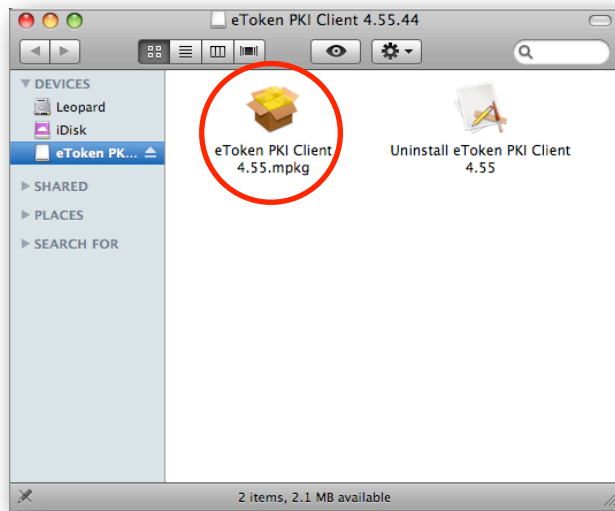 eToken PKI Client 4.55.44
DEVICES
Leopard
iDisk
eToken PK...
SHARED
PLACES
SEARCH FOR
eToken PKI Client
4.55.mpkg
Uninstall eToken PKI Client
4.55
2 items, 2.1 MB available